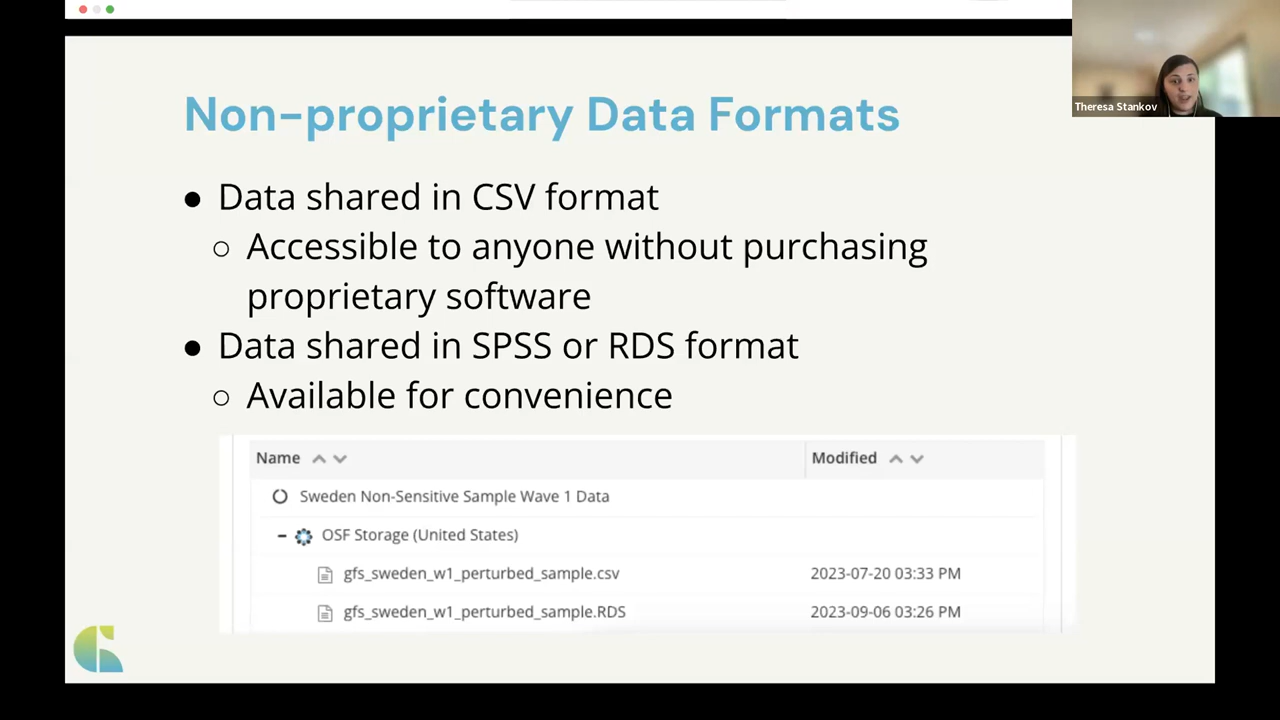 Theresa Stankov
Non-proprietary Data Formats
● Data shared in CSV format
○ Accessible to anyone without purchasing
proprietary software
● Data shared in SPSS or RDS format
○ Available for convenience
Name Modified
Sweden Non-Sensitive Sample Wave 1 Data
OSF Storage (United States)
gfs_sweden_w1_perturbed_sample.csv 2023-07-20 03:33 PM
gfs_sweden_w1_perturbed_sample.RDS 2023-09-06 03:26 PM